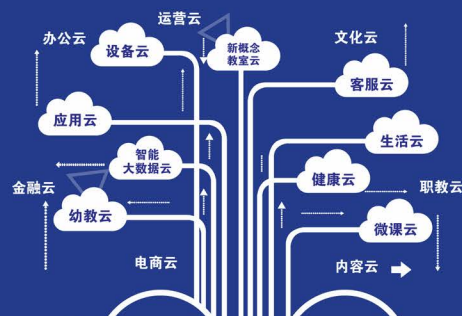 运营云
办公云
文化云
设备云
新概念
教室云
客服云
应用云
生活云
智能
大数据云
健康云
金融云
职教云
幼教云
微课云
电商云
内容云